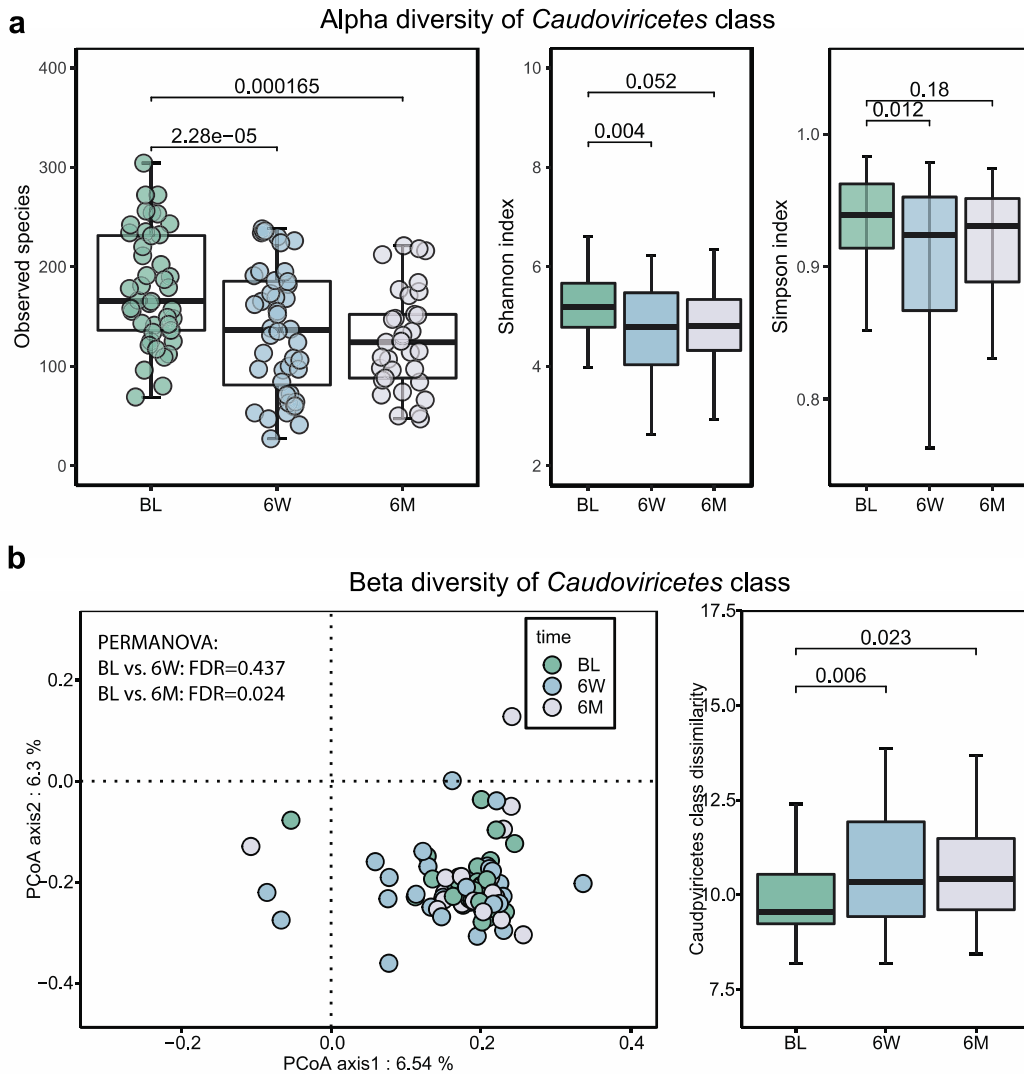 a
Alpha diversity of Caudoviricetes class
400
300
200
100
0
Observed species
0.000165
2.28e−05
BL
6W
6M
10
8
6
4
2
Shannon index
0.052
0.004
BL
6W
6M
1.0
0.9
0.8
Simpson index
0.18
0.012
BL
6W
6M
b
Beta diversity of Caudoviricetes class
PERMANOVA:
BL vs. 6W: FDR=0.437
BL vs. 6M: FDR=0.024
time
BL
6W
6M
0.2
0.0
−0.2
−0.4
PCoA axis2 : 6.3 %
−0.2
0.0
0.2
0.4
PCoA axis1 : 6.54 %
17.5
15.0
12.5
10.0
7.5
Caudpviricetes class dissimilarity
0.023
0.006
BL
6W
6M